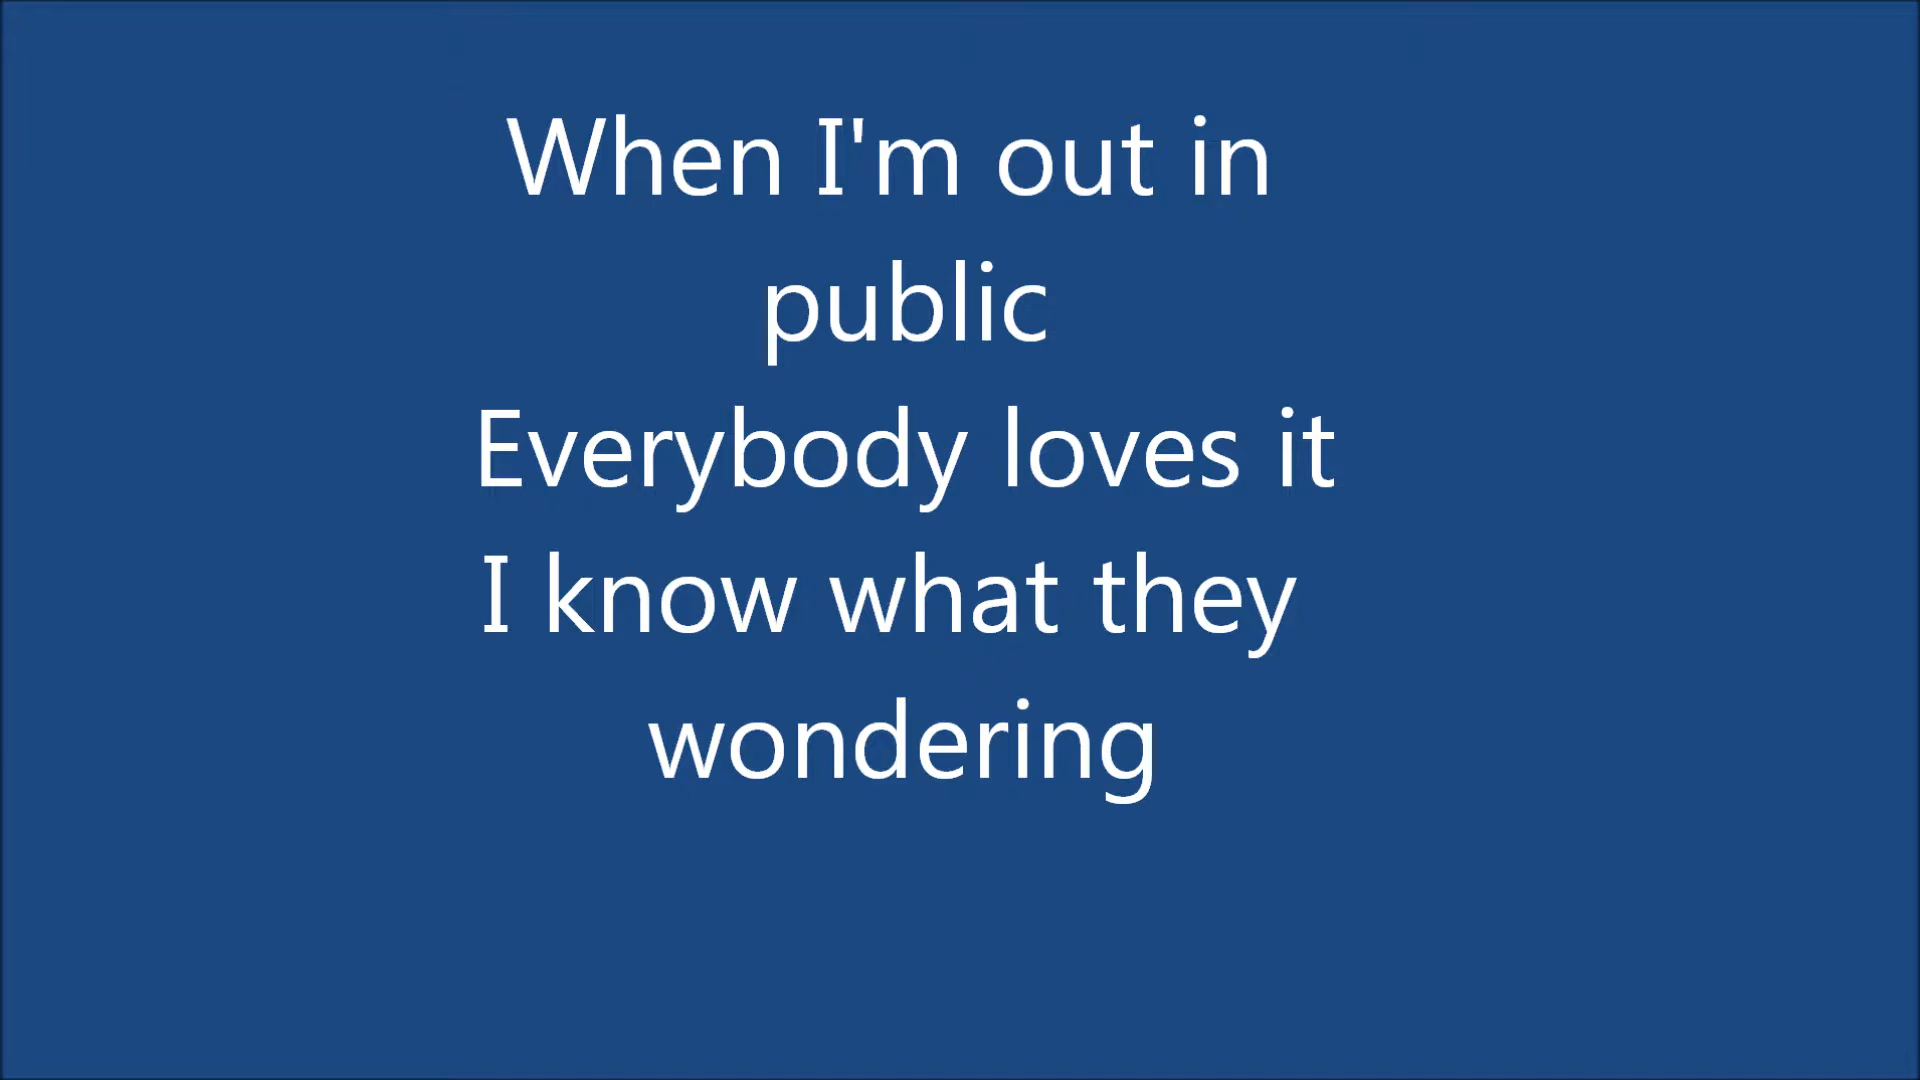 When I'm out in
public
Everybody loves it
I know what they
wondering